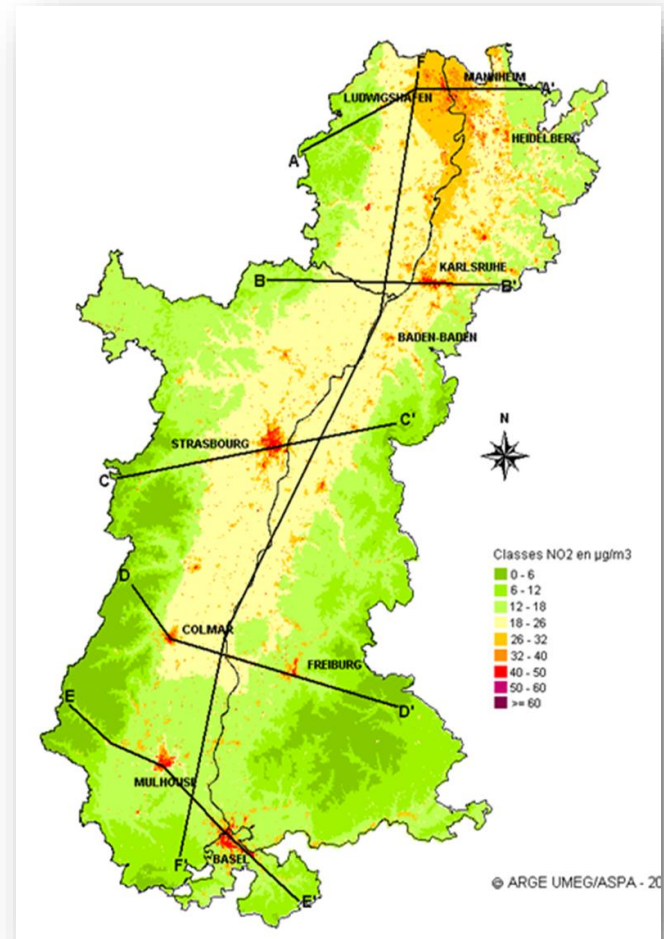 F
MANNHEIM
A'
LUDWIGSHAFEN
HEIDELBERG
A
KARLSRUHE
B
B'
BADEN-BADEN
C'
N
STRASBOURG
C
Classes NO2 en µg/m3
0 - 6
6 - 12
12 - 18
18 - 26
26 - 32
32 - 40
40 - 50
50 - 60
>= 60
D
COLMAR
FREIBURG
E
D'
MULHOUSE
BASEL
F'
E'
© ARGE UMEG/ASPA - 20